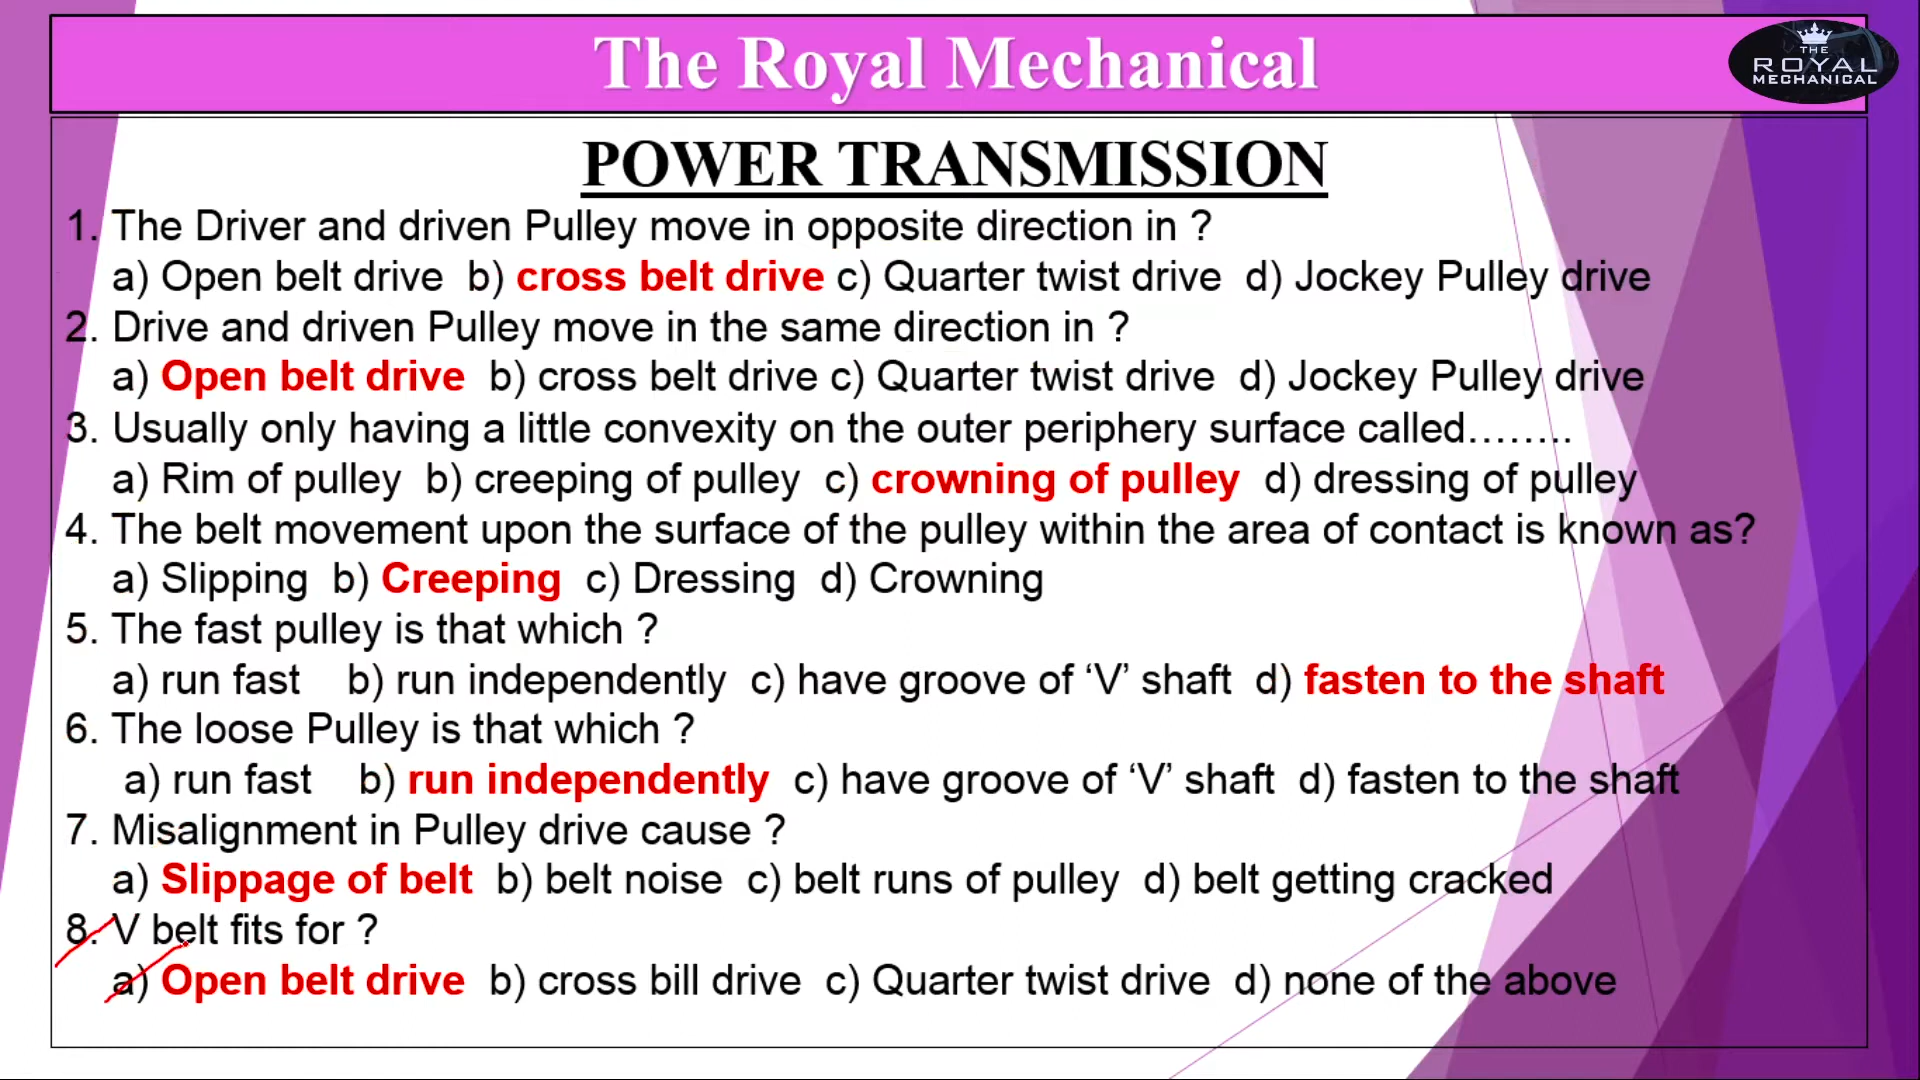 The Royal Mechanical
THE
ROYAL
MECHANICAL
POWER TRANSMISSION
1. The Driver and driven Pulley move in opposite direction in ?
a) Open belt drive b) cross belt drive c) Quarter twist drive d) Jockey Pulley drive
2. Drive and driven Pulley move in the same direction in ?
a) Open belt drive b) cross belt drive c) Quarter twist drive d) Jockey Pulley drive
3. Usually only having a little convexity on the outer periphery surface called........
a) Rim of pulley b) creeping of pulley c) crowning of pulley d) dressing of pulley
4. The belt movement upon the surface of the pulley within the area of contact is known as?
a) Slipping b) Creeping c) Dressing d) Crowning
5. The fast pulley is that which ?
a) run fast b) run independently c) have groove of ‘V’ shaft d) fasten to the shaft
6. The loose Pulley is that which ?
a) run fast b) run independently c) have groove of ‘V’ shaft d) fasten to the shaft
7. Misalignment in Pulley drive cause ?
a) Slippage of belt b) belt noise c) belt runs of pulley d) belt getting cracked
8. V belt fits for ?
a) Open belt drive b) cross bill drive c) Quarter twist drive d) none of the above